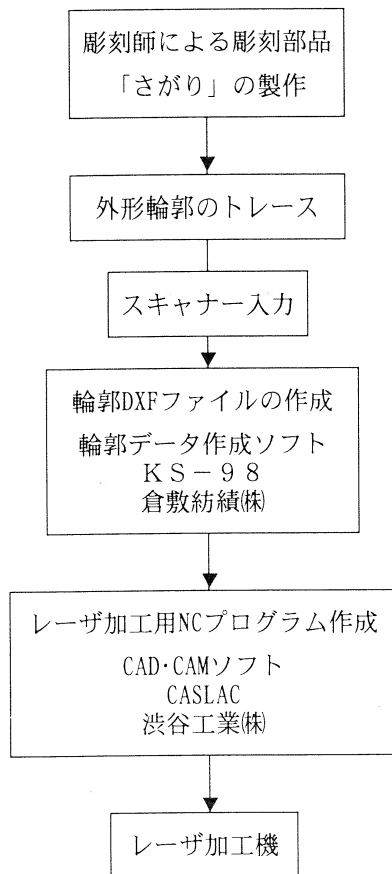 彫刻師による彫刻部品
「さがり」の製作
外形輪郭のトレース
スキャナー入力
輪郭DXFファイルの作成
輪郭データ作成ソフト
ＫＳ－９８
倉敷紡績㈱
レーザ加工用NCプログラム作成
CAD･CAMソフト
CASLAC
渋谷工業㈱
レーザ加工機